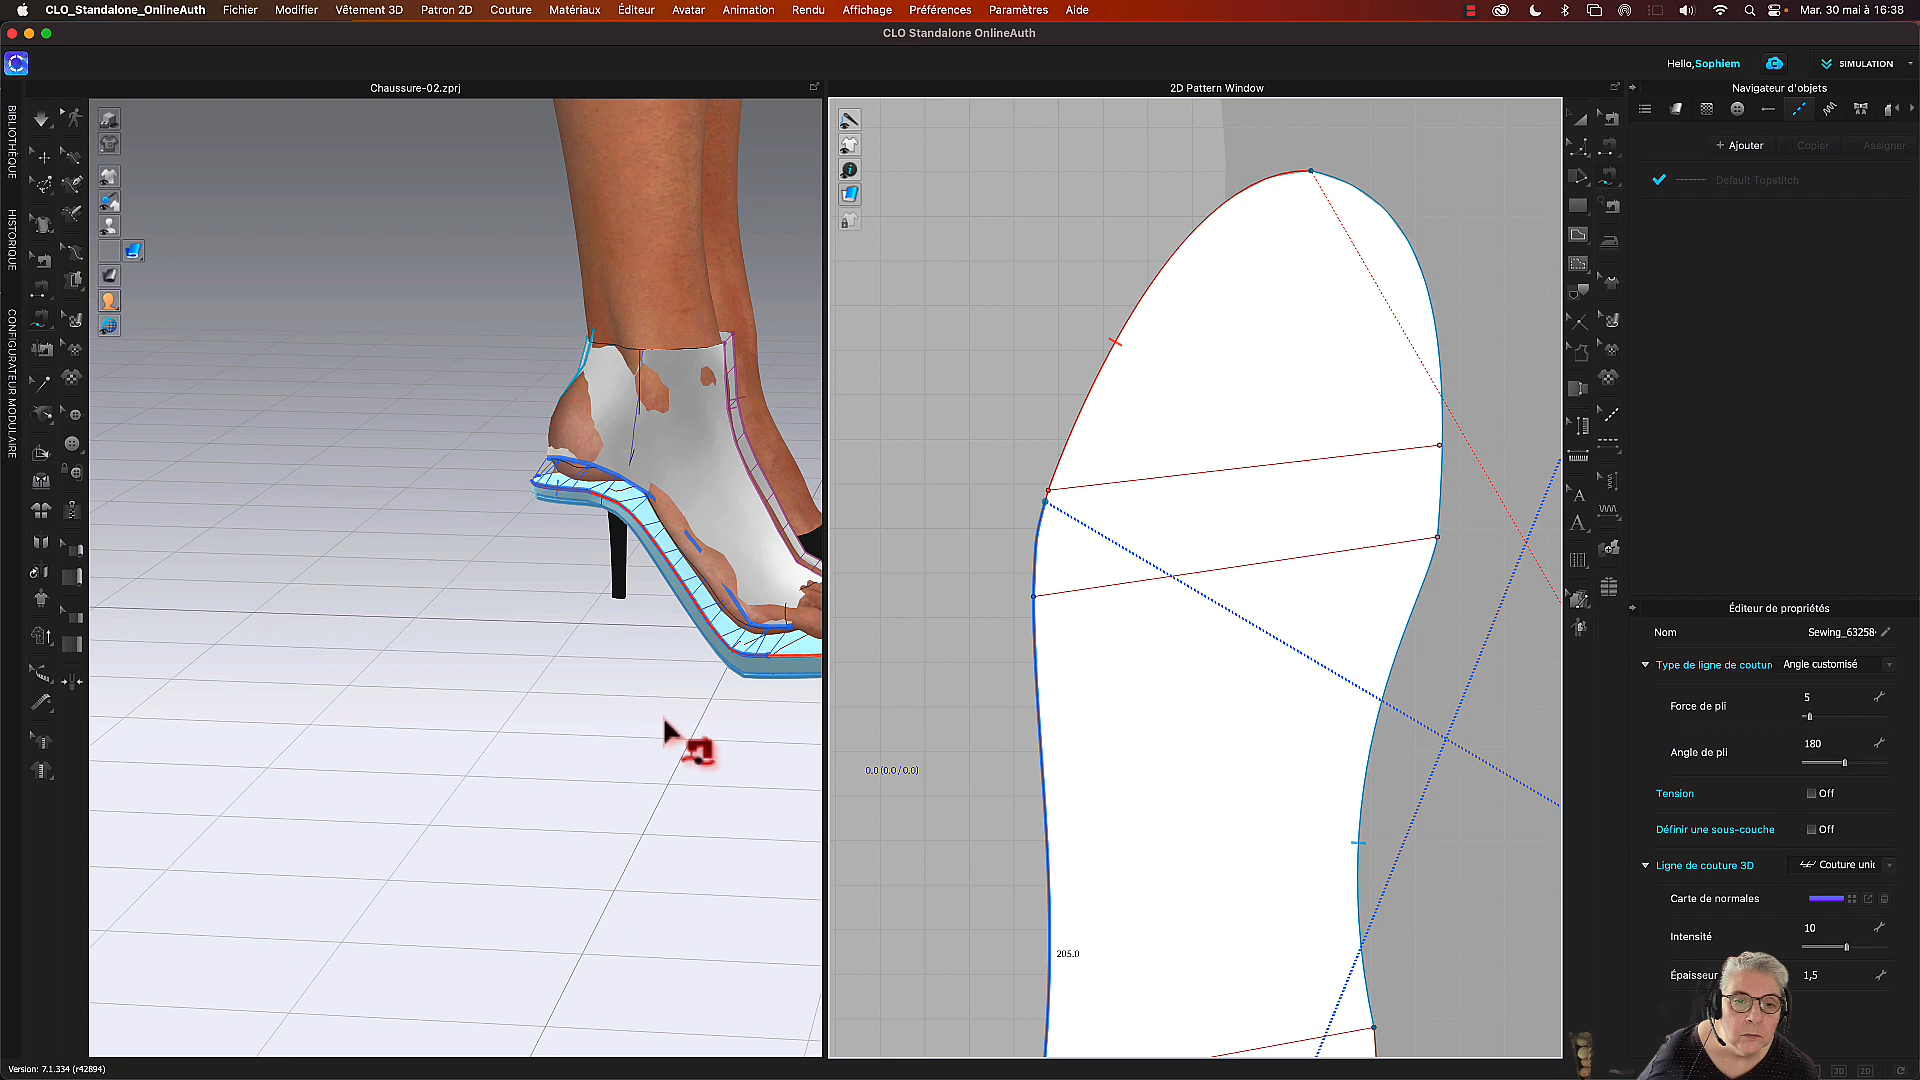 CLO_Standalone_OnlineAuth Fichier Modifier Vêtement 3D Patron 2D Couture Matériaux Éditeur Avatar Animation Rendu Affichage Préférences Paramètres Aide Mar. 30 mai à 16:38
CLO Standalone OnlineAuth
Hello,Sophiem SIMULATION
Chaussure-02.zprj
2D Pattern Window
Navigateur d'objets
BIBLIOTHÈQUE
HISTORIQUE
CONFIGURATEUR MODULAIRE
+ Ajouter Copier Assigner
Default Topstitch
0.0 (0.0 / 0.0)
205.0
Éditeur de propriétés
Nom Sewing_63258
Type de ligne de coutur Angle customisé
Force de pli 5
Angle de pli 180
Tension Off
Définir une sous-couche Off
Ligne de couture 3D Couture uni
Carte de normales
Intensité 10
Épaisseur 1,5
Version: 7.1.334 (r42894)
3D 2D